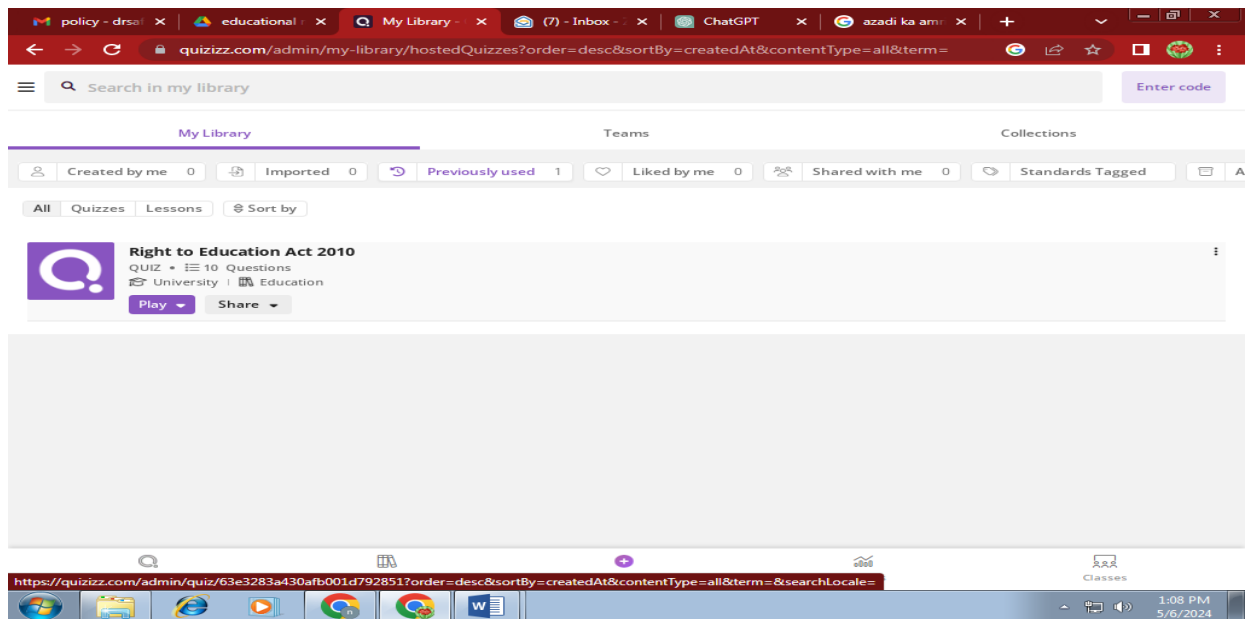 policy - drsaf
educational r
My Library -
(7) - Inbox -
ChatGPT
azadi ka amr
quizizz.com/admin/my-library/hostedQuizzes?order=desc&sortBy=createdAt&contentType=all&term=
Search in my library
Enter code
My Library Teams Collections
Created by me 0 Imported 0 Previously used 1 Liked by me 0 Shared with me 0 Standards Tagged A
All Quizzes Lessons Sort by
Right to Education Act 2010
QUIZ • 10 Questions
University | Education
Play Share
Classes
https://quizizz.com/admin/quiz/63e3283a430afb001d792851?order=desc&sortBy=createdAt&contentType=all&term=&searchLocale=
1:08 PM
5/6/2024